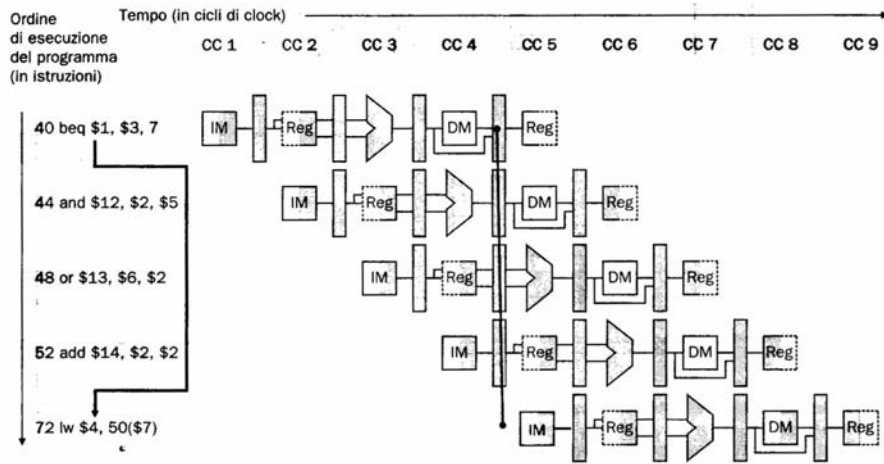 Ordine
di esecuzione
del programma
(in istruzioni)
Tempo (in cicli di clock)
CC 1 CC 2 CC 3 CC 4 CC 5 CC 6 CC 7 CC 8 CC 9
40 beq $1, $3, 7
IM Reg DM Reg
44 and $12, $2, $5
IM Reg DM Reg
48 or $13, $6, $2
IM Reg DM Reg
52 add $14, $2, $2
IM Reg DM Reg
72 lw $4, 50($7)
IM Reg DM Reg